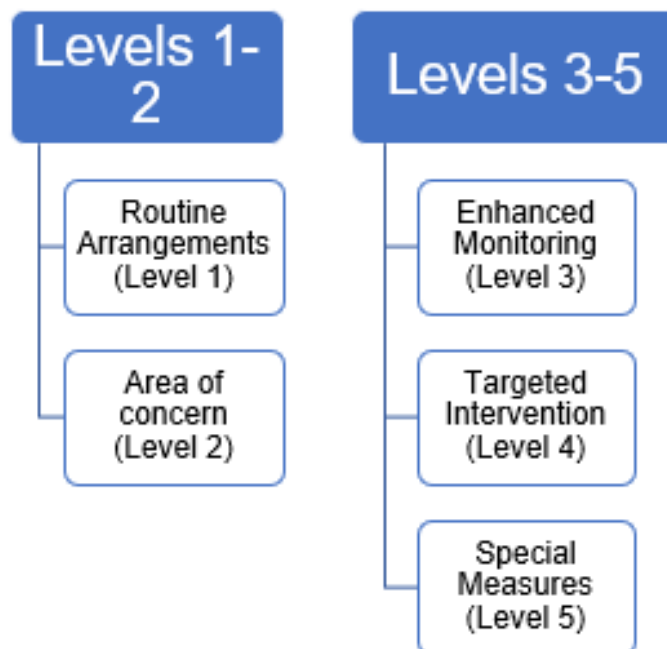 Levels 1-
2
Routine
Arrangements
(Level 1)
Area of
concern
(Level 2)
Levels 3-5
Enhanced
Monitoring
(Level 3)
Targeted
Intervention
(Level 4)
Special
Measures
(Level 5)